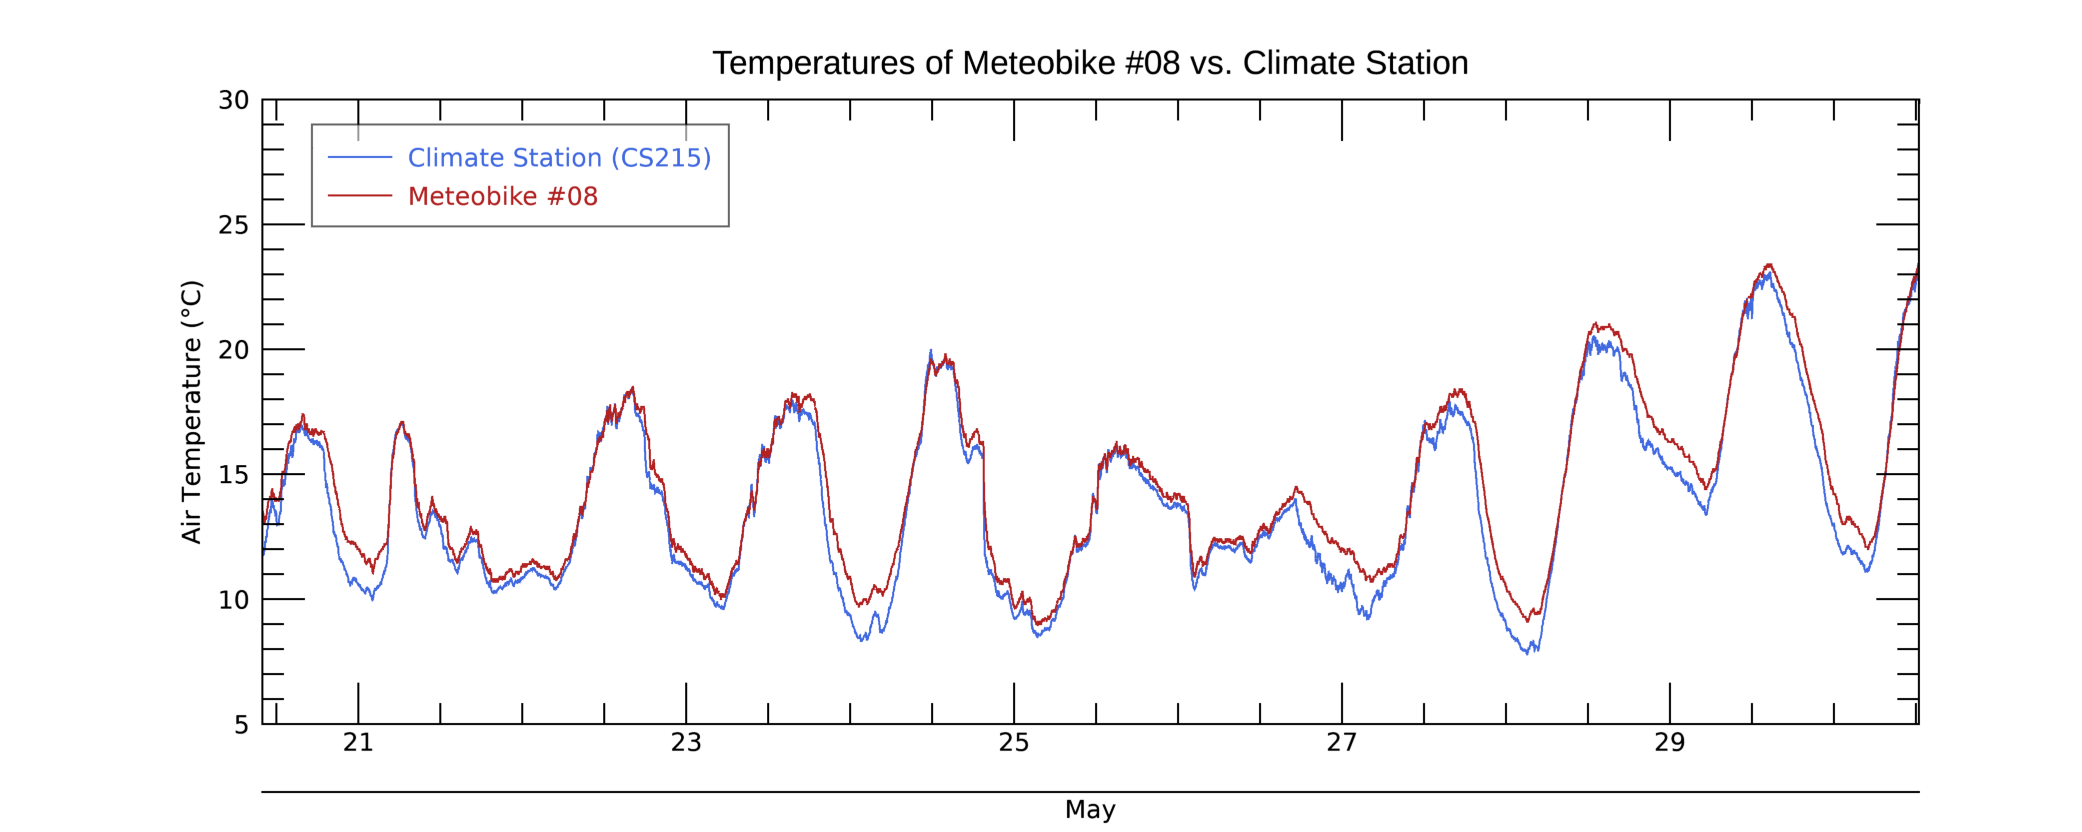 Temperatures of Meteobike #08 vs. Climate Station
30
25
20
15
10
5
Air Temperature (°C)
Climate Station (CS215)
Meteobike #08
21 23 25 27 29
May